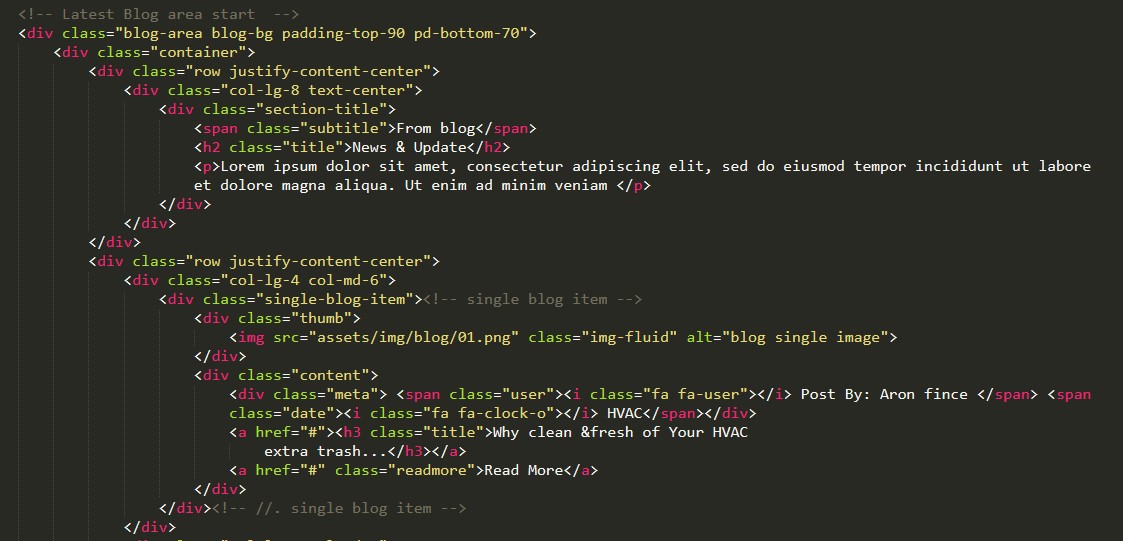 <!-- Latest Blog area start  -->
<div class="blog-area blog-bg padding-top-90 pd-bottom-70">
    <div class="container">
        <div class="row justify-content-center">
            <div class="col-lg-8 text-center">
                <div class="section-title">
                    <span class="subtitle">From blog</span>
                    <h2 class="title">News & Update</h2>
                    <p>Lorem ipsum dolor sit amet, consectetur adipiscing elit, sed do eiusmod tempor incididunt ut labore
                    et dolore magna aliqua. Ut enim ad minim veniam </p>
                </div>
            </div>
        </div>
        <div class="row justify-content-center">
            <div class="col-lg-4 col-md-6">
                <div class="single-blog-item"><!-- single blog item -->
                    <div class="thumb">
                        <img src="assets/img/blog/01.png" class="img-fluid" alt="blog single image">
                    </div>
                    <div class="content">
                        <div class="meta"> <span class="user"><i class="fa fa-user"></i> Post By: Aron fince </span> <span
                        class="date"><i class="fa fa-clock-o"></i> HVAC</span></div>
                        <a href="#"><h3 class="title">Why clean &fresh of Your HVAC
                            extra trash...</h3></a>
                        <a href="#" class="readmore">Read More</a>
                    </div>
                </div><!-- //. single blog item -->
            </div>